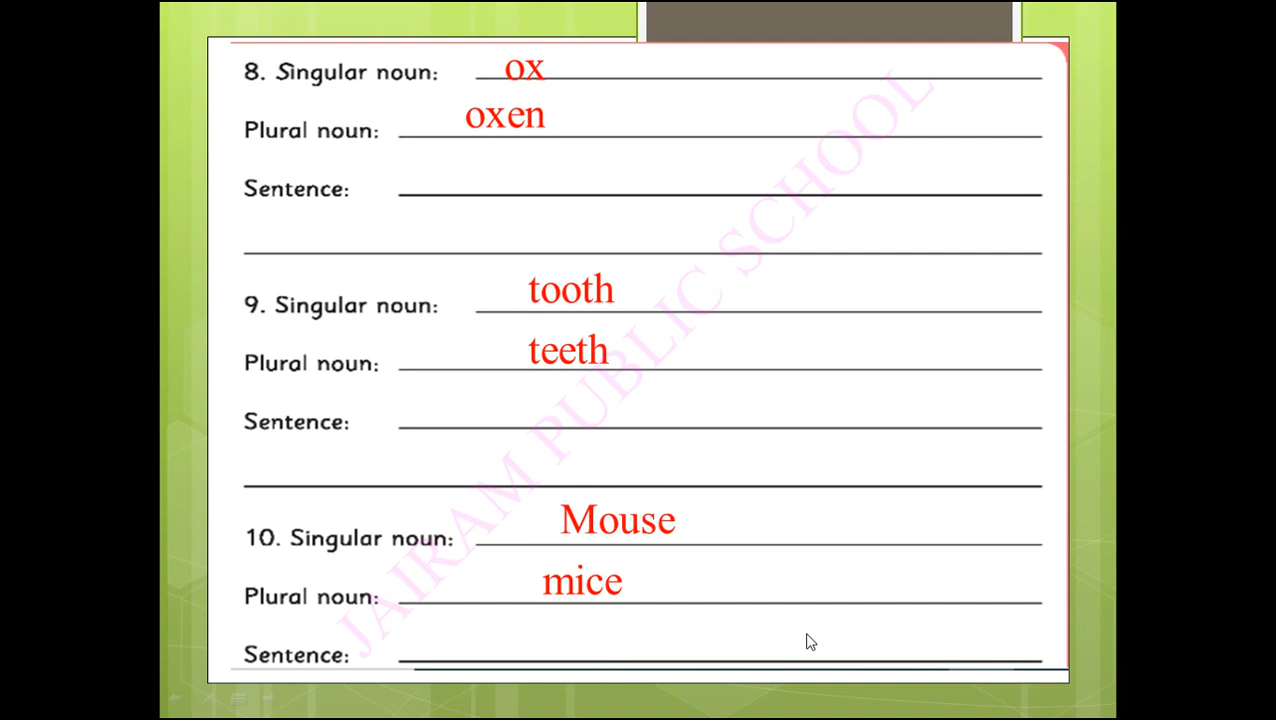 8. Singular noun: ox
Plural noun: oxen
Sentence:
9. Singular noun: tooth
Plural noun: teeth
Sentence:
10. Singular noun: Mouse
Plural noun: mice
Sentence:
JAIRAM PUBLIC SCHOOL